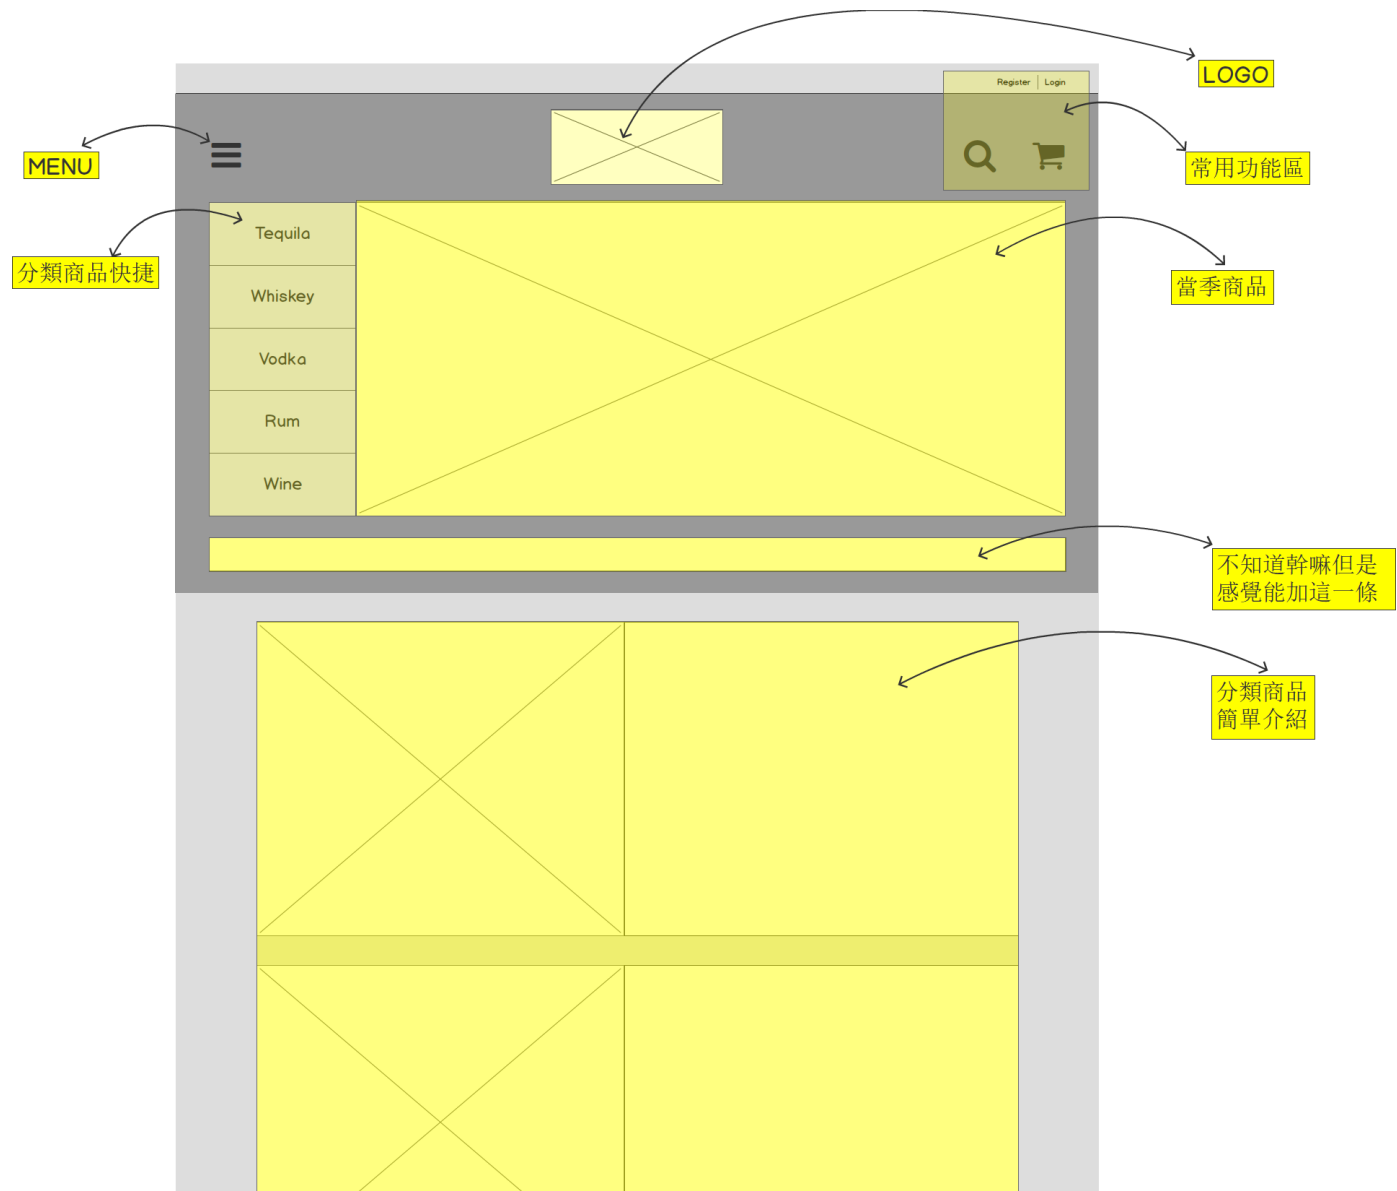 LOGO
Register | Login
MENU
常用功能區
Tequila
分類商品快捷
當季商品
Whiskey
Vodka
Rum
Wine
不知道幹嘛但是
感覺能加這一條
分類商品
簡單介紹